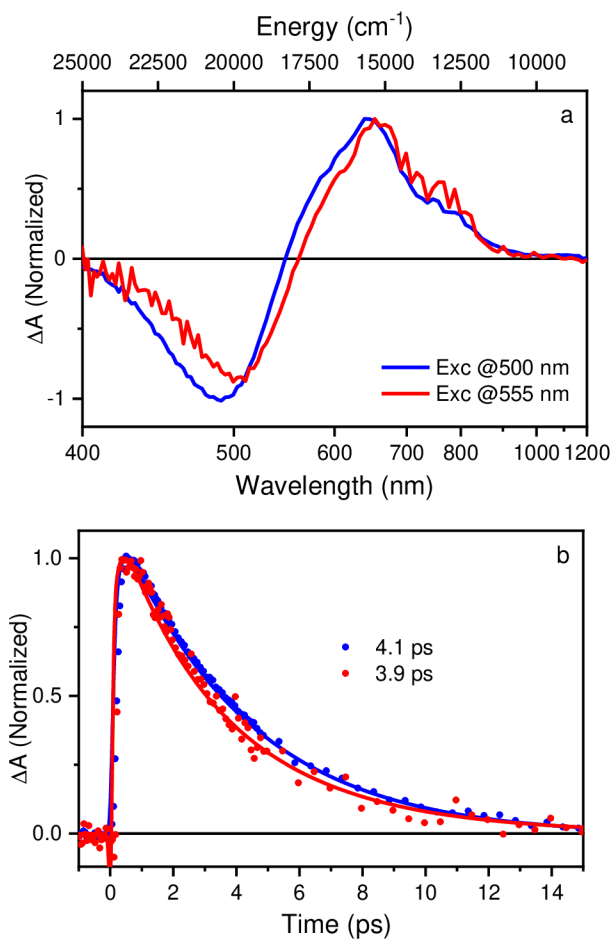 Energy (cm⁻¹)
25000 22500 20000 17500 15000 12500 10000
a
1
0
-1
ΔA (Normalized)
Exc @500 nm
Exc @555 nm
400 500 600 700 800 1000 1200
Wavelength (nm)
b
1.0
0.5
0.0
ΔA (Normalized)
4.1 ps
3.9 ps
0 2 4 6 8 10 12 14
Time (ps)